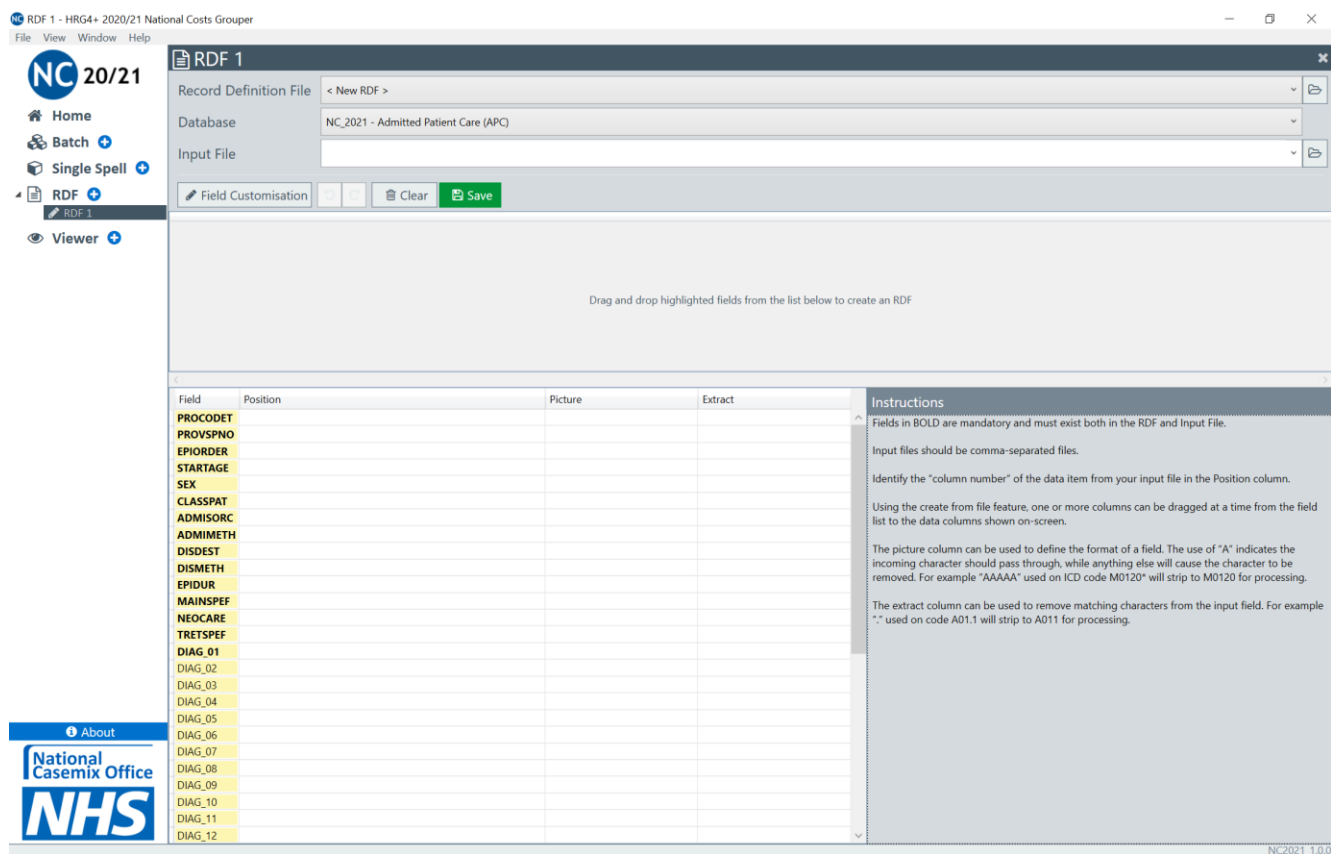 RDF 1 - HRG4+ 2020/21 National Costs Grouper
File View Window Help
NC 20/21
Home
Batch
Single Spell
RDF
RDF 1
Viewer
About
National
Casemix Office
NHS
RDF 1
Record Definition File < New RDF >
Database NC_2021 - Admitted Patient Care (APC)
Input File
Field Customisation Clear Save
Drag and drop highlighted fields from the list below to create an RDF
Field Position Picture Extract
PROCODET
PROVSPNO
EPIORDER
STARTAGE
SEX
CLASSPAT
ADMISORC
ADMIMETH
DISDEST
DISMETH
EPIDUR
MAINSPEF
NEOCARE
TRETSPEF
DIAG_01
DIAG_02
DIAG_03
DIAG_04
DIAG_05
DIAG_06
DIAG_07
DIAG_08
DIAG_09
DIAG_10
DIAG_11
DIAG_12
Instructions
Fields in BOLD are mandatory and must exist both in the RDF and Input File.
Input files should be comma-separated files.
Identify the "column number" of the data item from your input file in the Position column.
Using the create from file feature, one or more columns can be dragged at a time from the field
list to the data columns shown on-screen.
The picture column can be used to define the format of a field. The use of "A" indicates the
incoming character should pass through, while anything else will cause the character to be
removed. For example "AAAAA" used on ICD code M0120* will strip to M0120 for processing.
The extract column can be used to remove matching characters from the input field. For example
"." used on code A01.1 will strip to A011 for processing.
NC2021 1.0.0